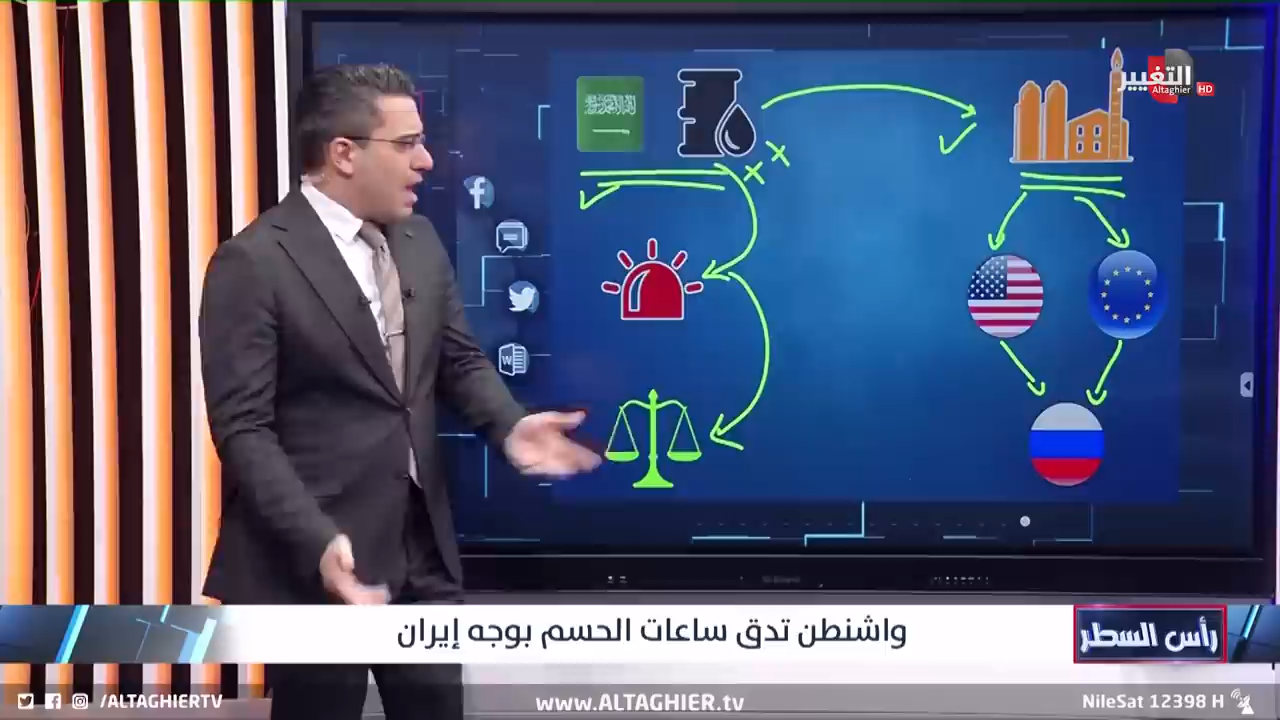 التغيير
Altaghier HD
W
واشنطن تدق ساعات الحسم بوجه إيران
رأس السطر
/ALTAGHIERTV
www.ALTAGHIER.tv
NileSat 12398 H